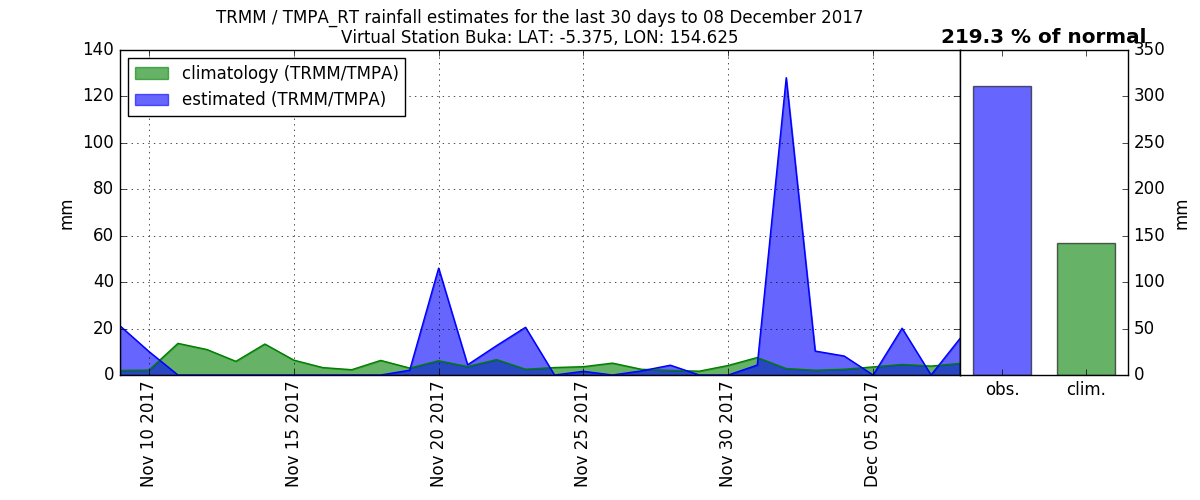 TRMM / TMPA_RT rainfall estimates for the last 30 days to 08 December 2017
Virtual Station Buka: LAT: -5.375, LON: 154.625
219.3 % of normal
climatology (TRMM/TMPA)
estimated (TRMM/TMPA)
140
120
100
80
60
40
20
0
mm
Nov 10 2017
Nov 15 2017
Nov 20 2017
Nov 25 2017
Nov 30 2017
Dec 05 2017
obs.
clim.
350
300
250
200
150
100
50
0
mm